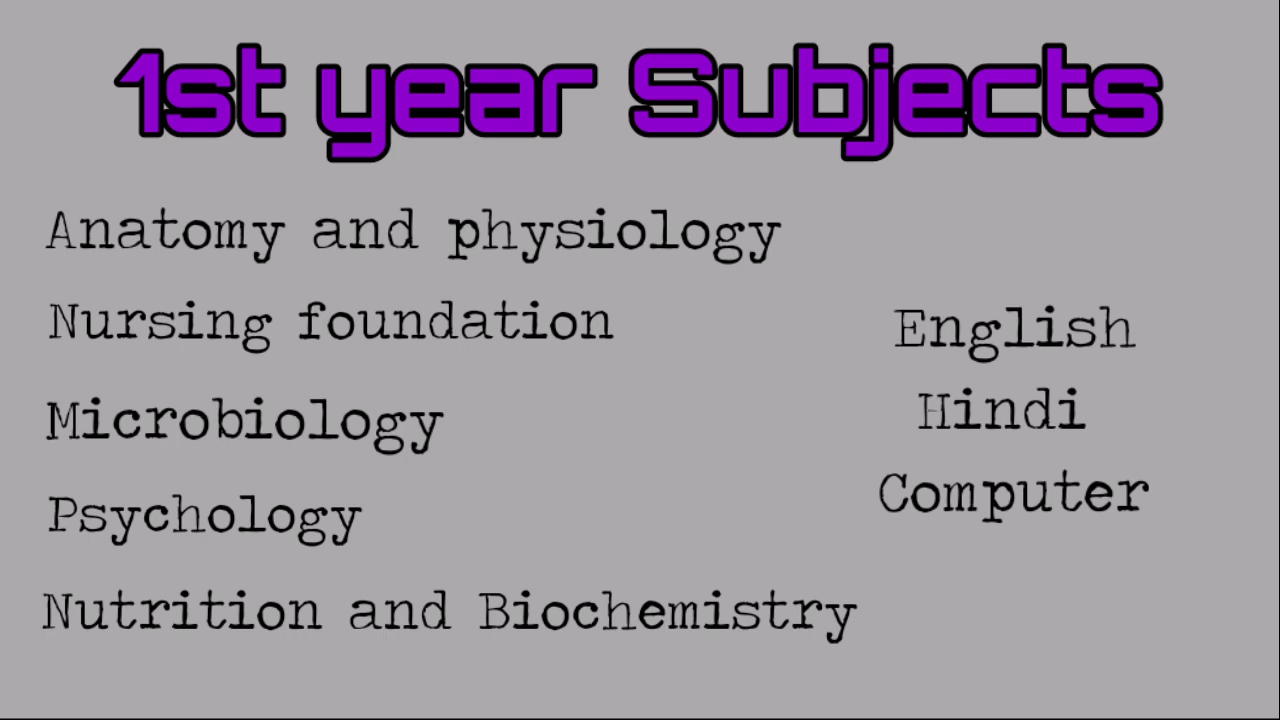 1st year Subjects
Anatomy and physiology
Nursing foundation
Microbiology
Psychology
Nutrition and Biochemistry
English
Hindi
Computer